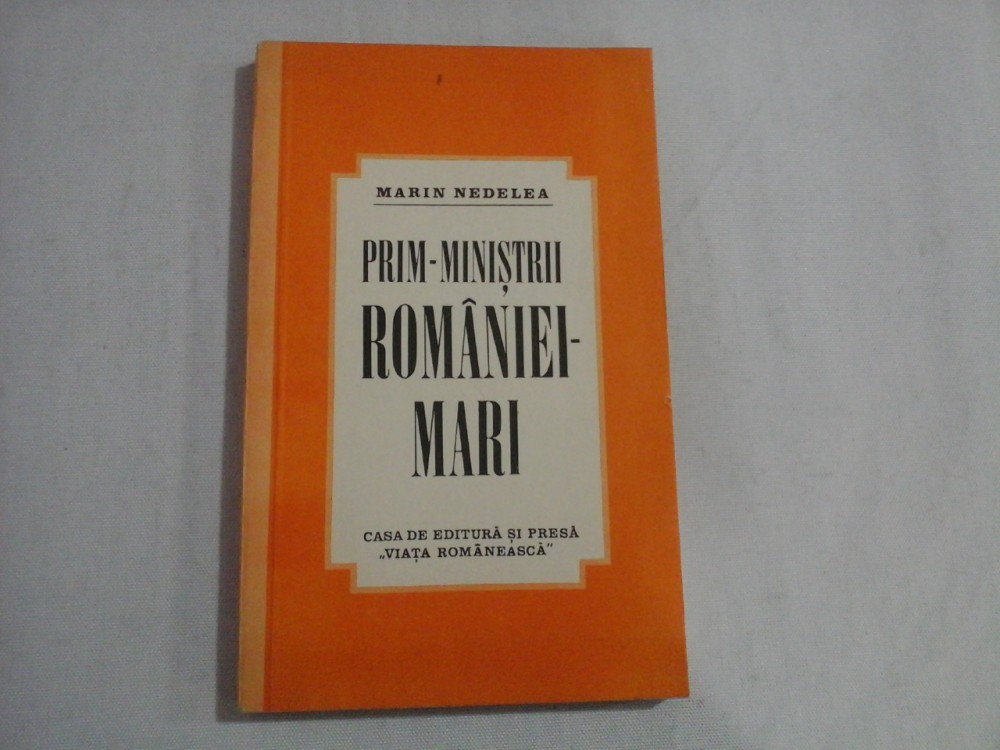 MARIN NEDELEA
PRIM-MINIȘTRII
ROMÂNIEI-
MARI
CASA DE EDITURĂ ȘI PRESĂ
„VIAȚA ROMÂNEASCĂ”